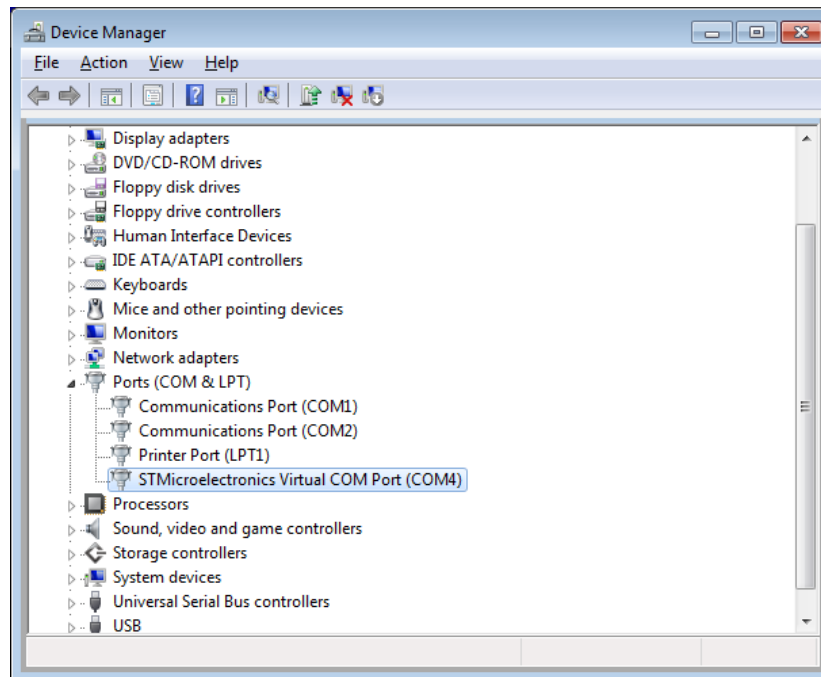 Device Manager
File Action View Help
Display adapters
DVD/CD-ROM drives
Floppy disk drives
Floppy drive controllers
Human Interface Devices
IDE ATA/ATAPI controllers
Keyboards
Mice and other pointing devices
Monitors
Network adapters
Ports (COM & LPT)
Communications Port (COM1)
Communications Port (COM2)
Printer Port (LPT1)
STMicroelectronics Virtual COM Port (COM4)
Processors
Sound, video and game controllers
Storage controllers
System devices
Universal Serial Bus controllers
USB